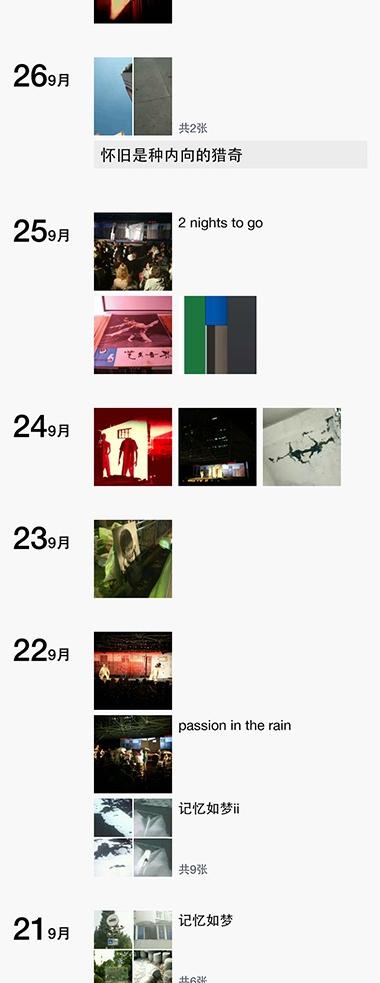 26 9月
共2张
怀旧是种内向的猎奇
25 9月
2 nights to go
24 9月
23 9月
22 9月
passion in the rain
记忆如梦ii
共9张
21 9月
记忆如梦
共6张